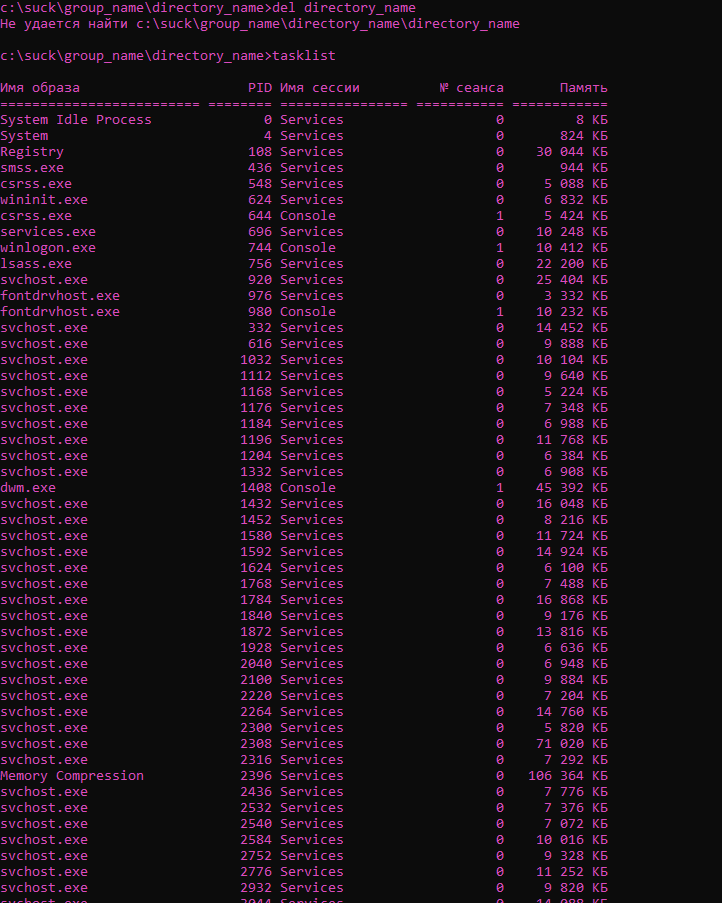 c:\suck\group_name\directory_name>del directory_name
Не удается найти c:\suck\group_name\directory_name\directory_name
c:\suck\group_name\directory_name>tasklist
Имя образа                     PID Имя сессии          № сеанса       Память
========================= ======== ================ =========== ============
System Idle Process              0 Services                   0         8 КБ
System                           4 Services                   0       824 КБ
Registry                       108 Services                   0    30 044 КБ
smss.exe                       436 Services                   0       944 КБ
csrss.exe                      548 Services                   0     5 088 КБ
wininit.exe                    624 Services                   0     6 832 КБ
csrss.exe                      644 Console                    1     5 424 КБ
services.exe                   696 Services                   0    10 248 КБ
winlogon.exe                   744 Console                    1    10 412 КБ
lsass.exe                      756 Services                   0    22 200 КБ
svchost.exe                    920 Services                   0    25 404 КБ
fontdrvhost.exe                976 Services                   0     3 332 КБ
fontdrvhost.exe                980 Console                    1    10 232 КБ
svchost.exe                    332 Services                   0    14 452 КБ
svchost.exe                    616 Services                   0     9 888 КБ
svchost.exe                   1032 Services                   0    10 104 КБ
svchost.exe                   1112 Services                   0     9 640 КБ
svchost.exe                   1168 Services                   0     5 224 КБ
svchost.exe                   1176 Services                   0     7 348 КБ
svchost.exe                   1184 Services                   0     6 988 КБ
svchost.exe                   1196 Services                   0    11 768 КБ
svchost.exe                   1204 Services                   0     6 384 КБ
svchost.exe                   1332 Services                   0     6 908 КБ
dwm.exe                       1408 Console                    1    45 392 КБ
svchost.exe                   1432 Services                   0    16 048 КБ
svchost.exe                   1452 Services                   0     8 216 КБ
svchost.exe                   1580 Services                   0    11 724 КБ
svchost.exe                   1592 Services                   0    14 924 КБ
svchost.exe                   1624 Services                   0     6 100 КБ
svchost.exe                   1768 Services                   0     7 488 КБ
svchost.exe                   1784 Services                   0    16 868 КБ
svchost.exe                   1840 Services                   0     9 176 КБ
svchost.exe                   1872 Services                   0    13 816 КБ
svchost.exe                   1928 Services                   0     6 636 КБ
svchost.exe                   2040 Services                   0     6 948 КБ
svchost.exe                   2100 Services                   0     9 884 КБ
svchost.exe                   2220 Services                   0     7 204 КБ
svchost.exe                   2264 Services                   0    14 760 КБ
svchost.exe                   2300 Services                   0     5 820 КБ
svchost.exe                   2308 Services                   0    71 020 КБ
svchost.exe                   2316 Services                   0     7 292 КБ
Memory Compression            2396 Services                   0   106 364 КБ
svchost.exe                   2436 Services                   0     7 776 КБ
svchost.exe                   2532 Services                   0     7 376 КБ
svchost.exe                   2540 Services                   0     7 072 КБ
svchost.exe                   2584 Services                   0    10 016 КБ
svchost.exe                   2752 Services                   0     9 328 КБ
svchost.exe                   2776 Services                   0    11 252 КБ
svchost.exe                   2932 Services                   0     9 820 КБ
svchost.exe                   3044 Services                   0    14 088 КБ